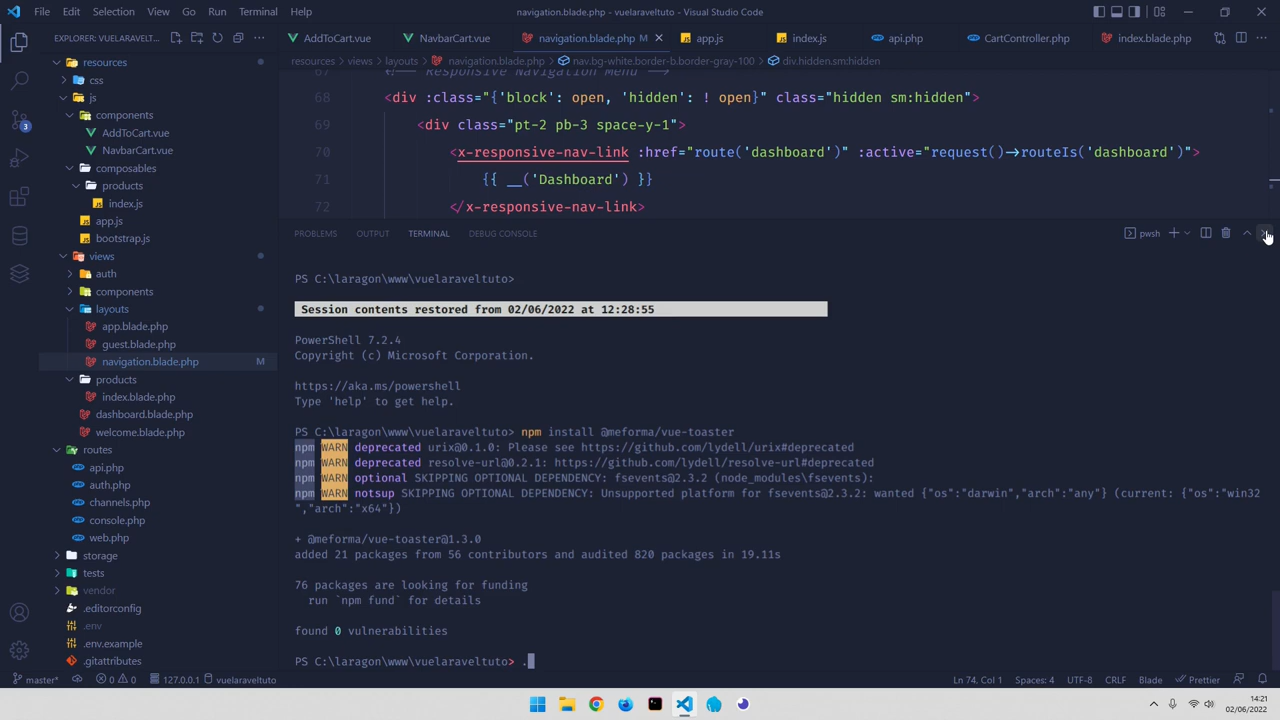 File Edit Selection View Go Run Terminal Help
navigation.blade.php - vuelaraveltuto - Visual Studio Code
EXPLORER: VUELARAVELT...
AddToCart.vue NavbarCart.vue navigation.blade.php M app.js index.js api.php CartController.php index.blade.php
resources > views > layouts > navigation.blade.php > nav.bg-white.border-b.border-gray-100 > div.hidden.sm:hidden
resources
css
js
components
AddToCart.vue
NavbarCart.vue
composables
products
index.js
app.js
bootstrap.js
views
auth
components
layouts
app.blade.php
guest.blade.php
navigation.blade.php M
products
index.blade.php
dashboard.blade.php
welcome.blade.php
routes
api.php
auth.php
channels.php
console.php
web.php
storage
tests
vendor
.editorconfig
.env
.env.example
.gitattributes
3
67 <!-- Responsive Navigation Menu -->
68 <div :class="{'block': open, 'hidden': ! open}" class="hidden sm:hidden">
69 <div class="pt-2 pb-3 space-y-1">
70 <x-responsive-nav-link :href="route('dashboard')" :active="request()->routeIs('dashboard')">
71 {{ __('Dashboard') }}
72 </x-responsive-nav-link>
PROBLEMS OUTPUT TERMINAL DEBUG CONSOLE
pwsh
PS C:\laragon\www\vuelaraveltuto>
Session contents restored from 02/06/2022 at 12:28:55
PowerShell 7.2.4
Copyright (c) Microsoft Corporation.
https://aka.ms/powershell
Type 'help' to get help.
PS C:\laragon\www\vuelaraveltuto> npm install @meforma/vue-toaster
npm WARN deprecated urix@0.1.0: Please see https://github.com/lydell/urix#deprecated
npm WARN deprecated resolve-url@0.2.1: https://github.com/lydell/resolve-url#deprecated
npm WARN optional SKIPPING OPTIONAL DEPENDENCY: fsevents@2.3.2 (node_modules\fsevents):
npm WARN notsup SKIPPING OPTIONAL DEPENDENCY: Unsupported platform for fsevents@2.3.2: wanted {"os":"darwin","arch":"any"} (current: {"os":"win32
","arch":"x64"})
+ @meforma/vue-toaster@1.3.0
added 21 packages from 56 contributors and audited 820 packages in 19.11s
76 packages are looking for funding
run `npm fund` for details
found 0 vulnerabilities
PS C:\laragon\www\vuelaraveltuto> .
master* 0 0 127.0.0.1 vuelaraveltuto
Ln 74, Col 1 Spaces: 4 UTF-8 CRLF Blade Prettier
14:21
02/06/2022